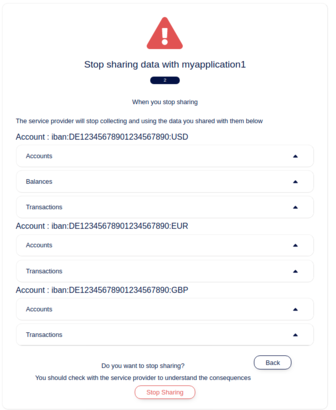 Stop sharing data with myapplication1
2
When you stop sharing
The service provider will stop collecting and using the data you shared with them below
Account : iban:DE12345678901234567890:USD
Accounts
Balances
Transactions
Account : iban:DE12345678901234567890:EUR
Accounts
Transactions
Account : iban:DE12345678901234567890:GBP
Accounts
Transactions
Do you want to stop sharing?
Back
You should check with the service provider to understand the consequences
Stop Sharing